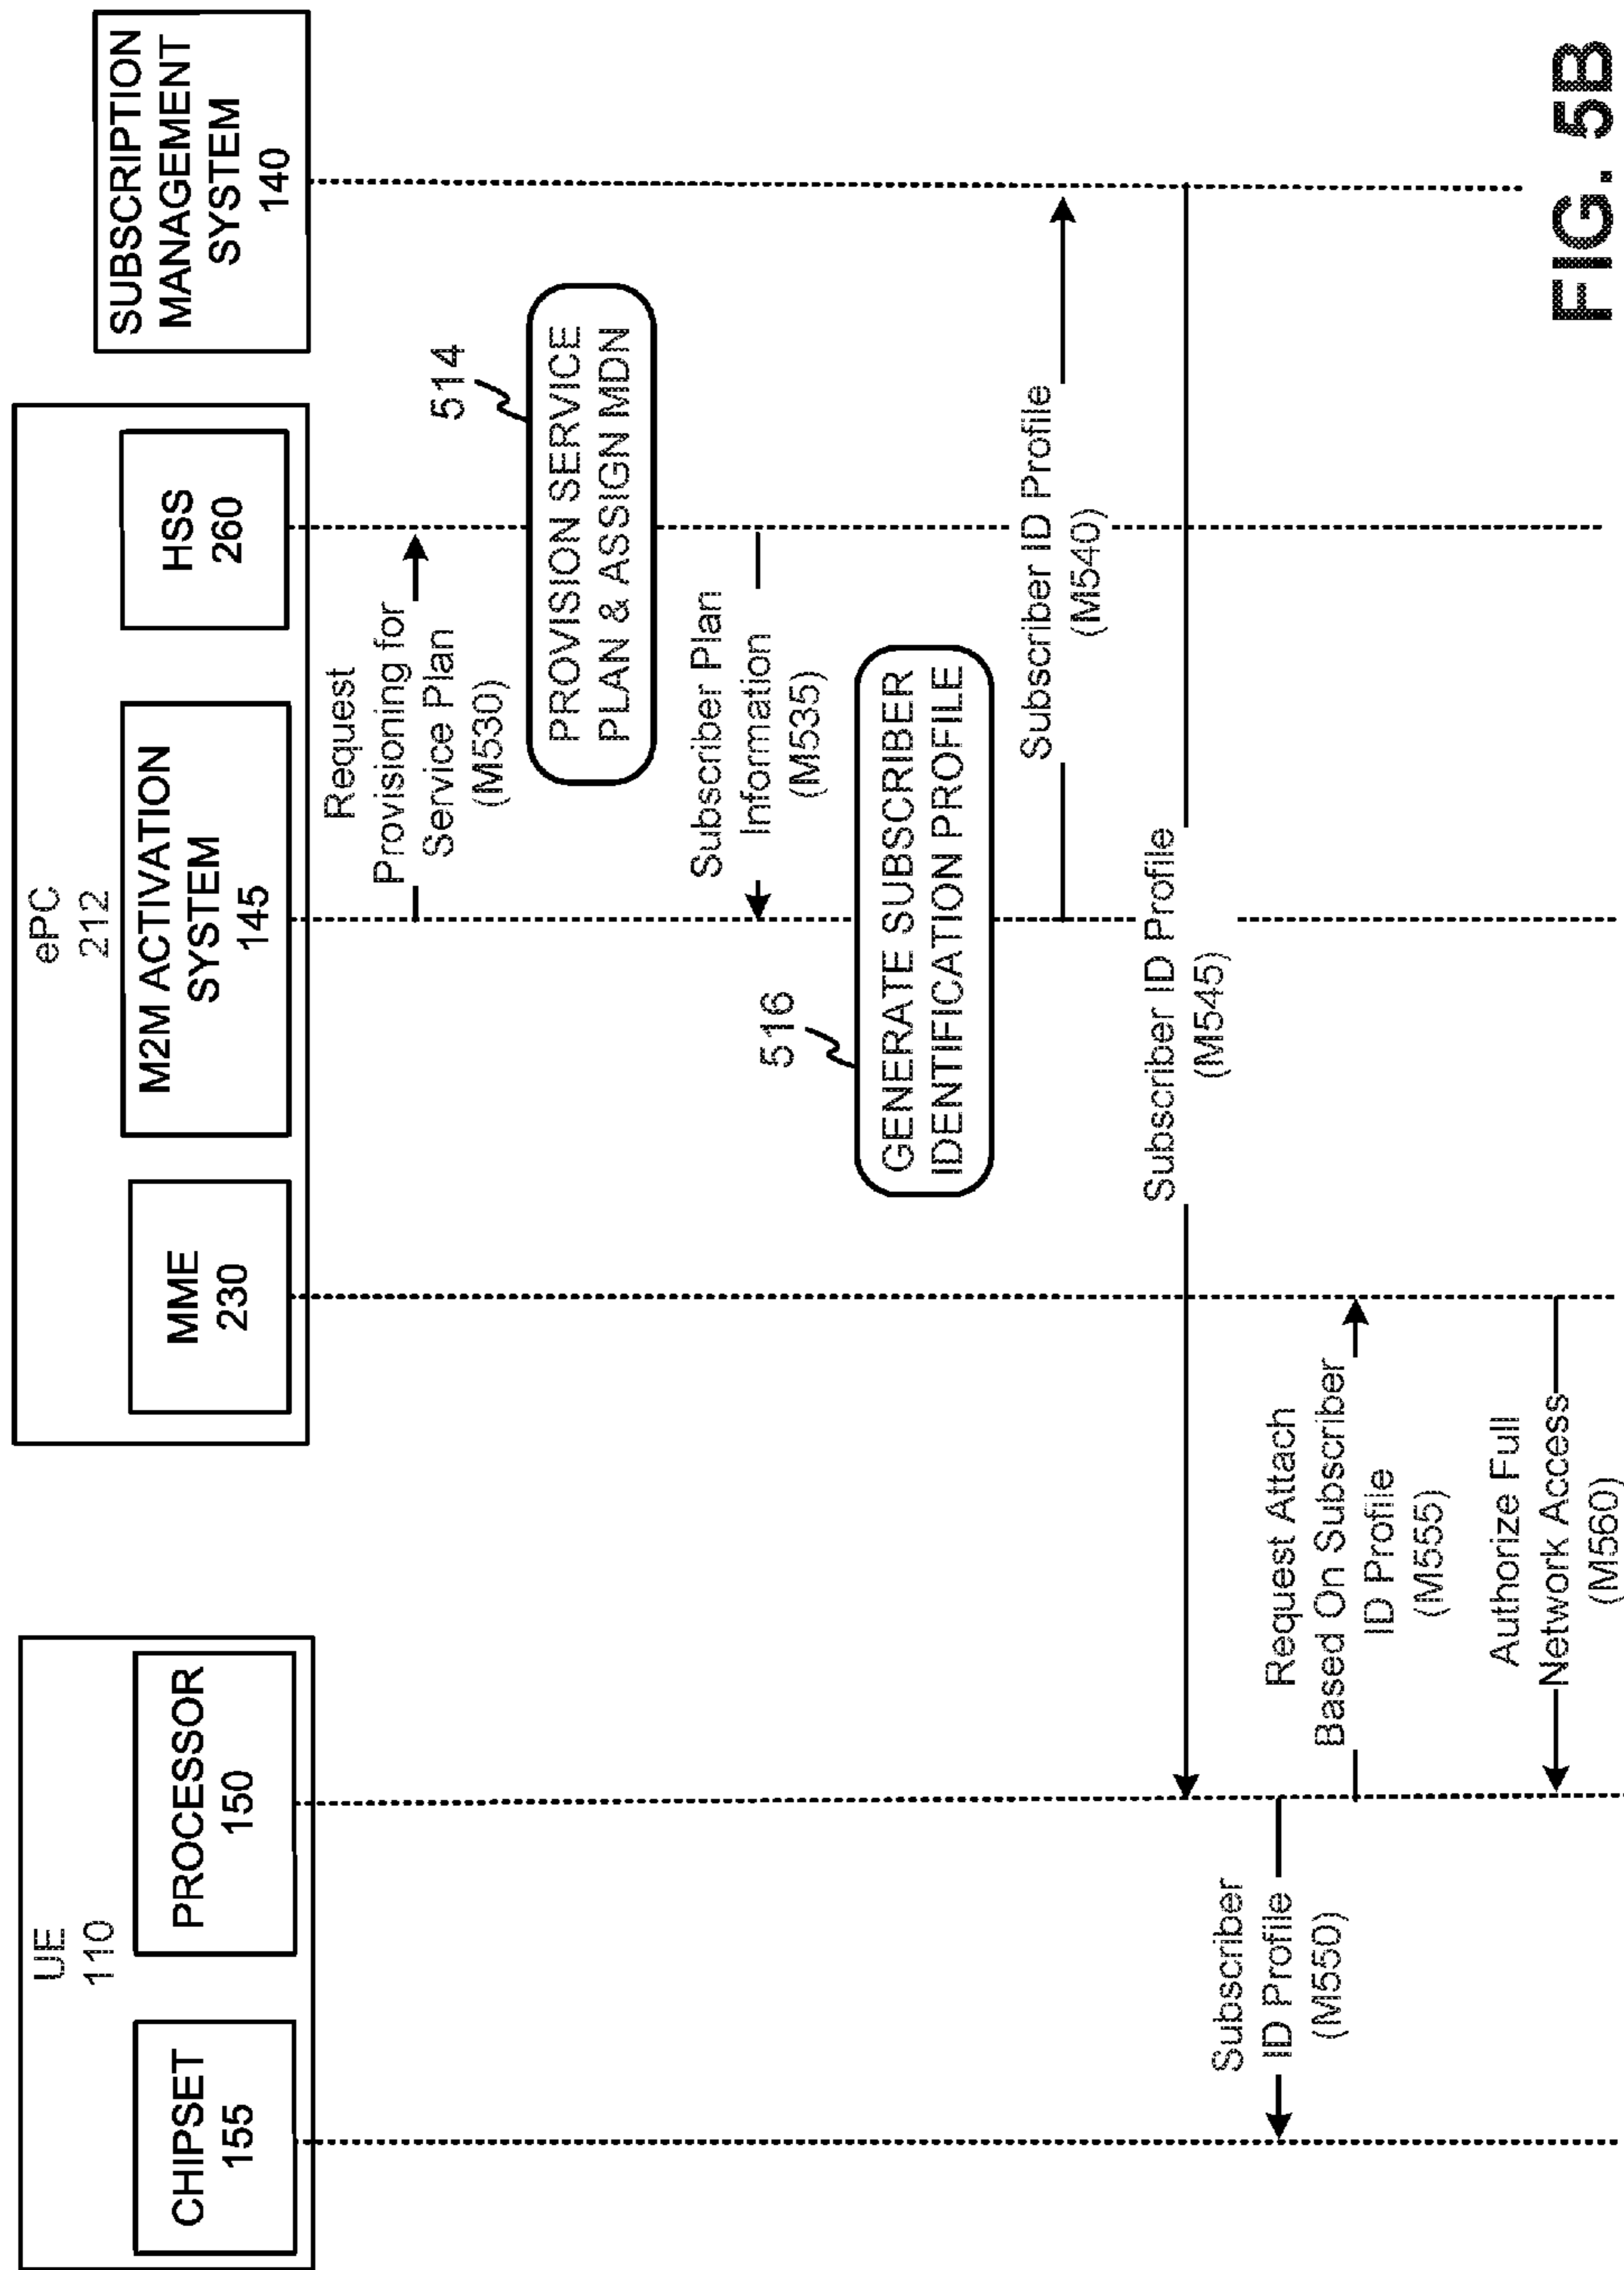 UE
110
CHIPSET
155
PROCESSOR
150
ePC
212
MME
230
M2M ACTIVATION
SYSTEM
145
HSS
260
SUBSCRIPTION
MANAGEMENT
SYSTEM
140
Request
Provisioning for
Service Plan
(M530)
514
PROVISION SERVICE
PLAN & ASSIGN MDN
Subscriber Plan
Information
(M535)
516
GENERATE SUBSCRIBER
IDENTIFICATION PROFILE
Subscriber ID Profile
(M540)
Subscriber ID Profile
(M545)
Subscriber
ID Profile
(M550)
Request Attach
Based On Subscriber
ID Profile
(M555)
Authorize Full
Network Access
(M560)
FIG. 5B